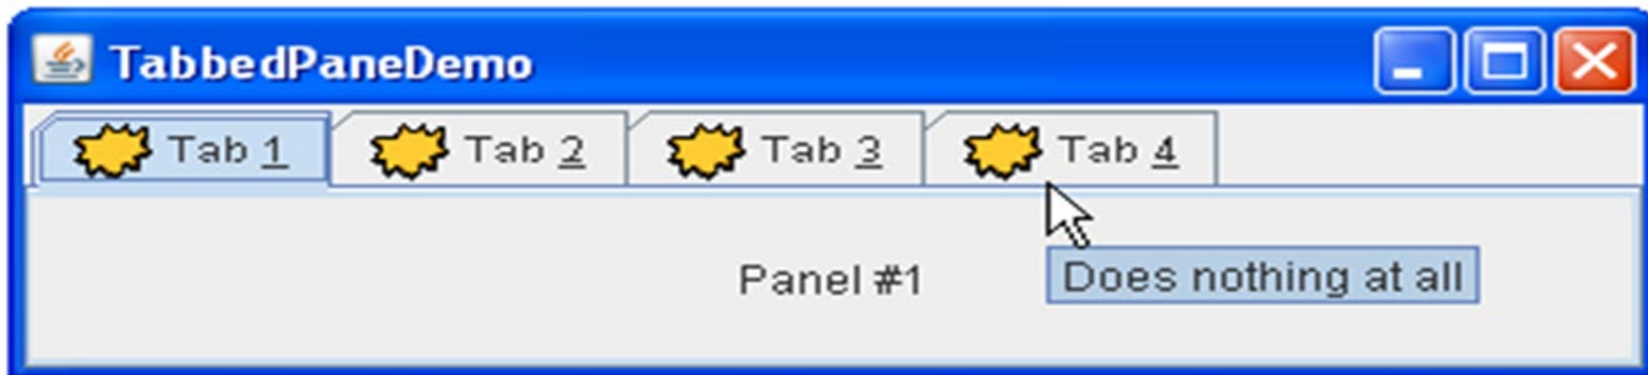 TabbedPaneDemo
Tab 1 Tab 2 Tab 3 Tab 4
Panel #1 Does nothing at all